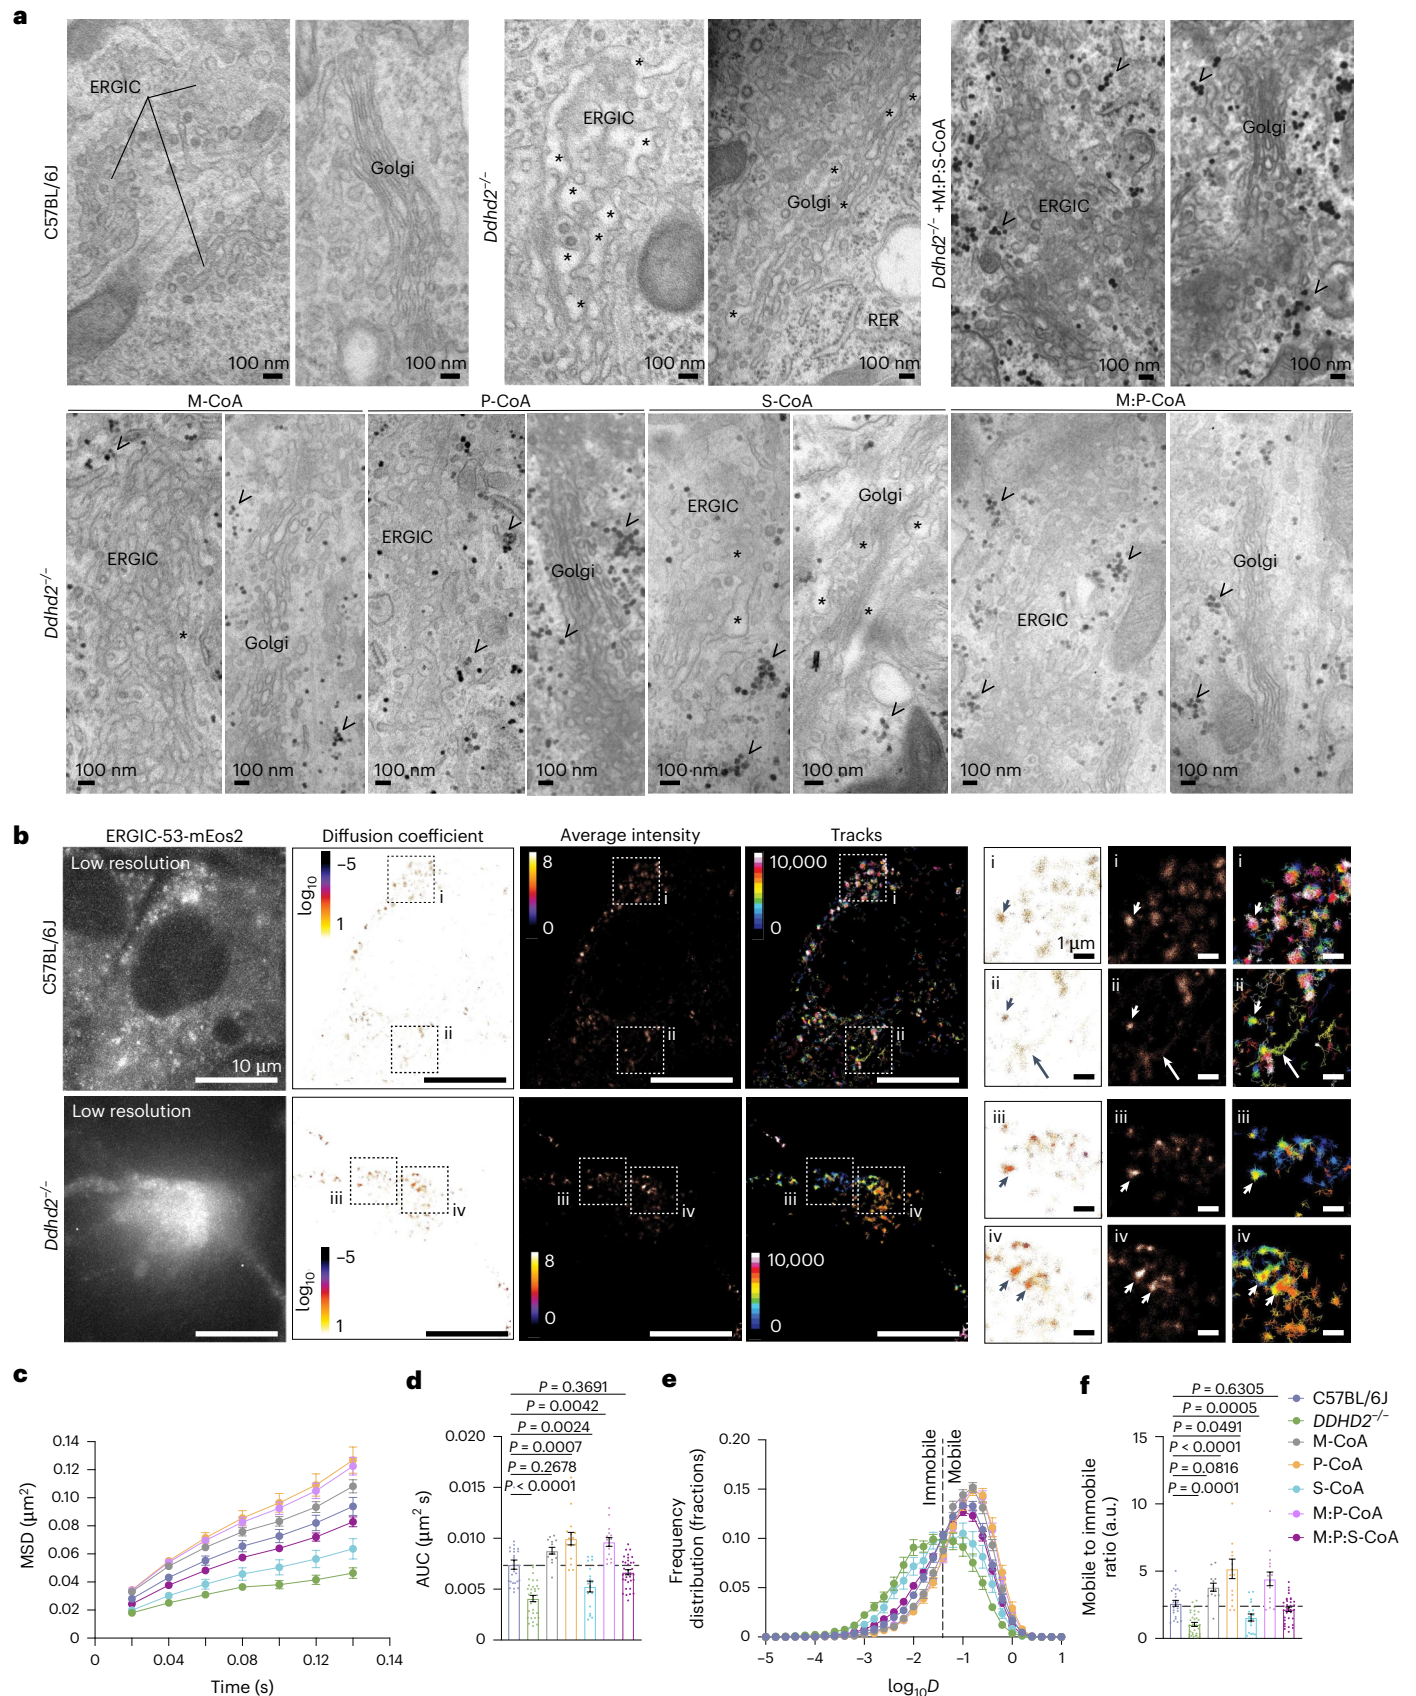 a
C57BL/6J
ERGIC
100 nm
Golgi
100 nm
Ddhd2−/−
ERGIC
* * * * * * * *
100 nm
Golgi
* * * * *
RER
100 nm
Ddhd2−/− +M:P:S-CoA
ERGIC
100 nm
Golgi
100 nm
M-CoA
P-CoA
S-CoA
M:P-CoA
Ddhd2−/−
ERGIC
*
100 nm
Golgi
100 nm
ERGIC
100 nm
Golgi
100 nm
ERGIC
* *
100 nm
Golgi
* * * *
100 nm
ERGIC
100 nm
Golgi
100 nm
b
ERGIC-53-mEos2
Diffusion coefficient
Average intensity
Tracks
C57BL/6J
Low resolution
10 µm
log10
−5
1
i
ii
8
0
i
ii
10,000
0
i
ii
i
1 µm
i
i
ii
ii
ii
Ddhd2−/−
Low resolution
iii
iv
log10
−5
1
iii
iv
8
0
iii
iv
10,000
0
iii
iii
iii
iv
iv
iv
c
MSD (µm2)
0.14
0.12
0.10
0.08
0.06
0.04
0.02
0
0 0.04 0.08 0.12 0.14
Time (s)
d
P = 0.3691
P = 0.0042
P = 0.0024
P = 0.0007
P = 0.2678
P < 0.0001
AUC (µm2 s)
0.020
0.015
0.010
0.005
0
e
Frequency
distribution (fractions)
0.20
0.15
0.10
0.05
0
Immobile
Mobile
−5 −4 −3 −2 −1 0 1
log10D
f
P = 0.6305
P = 0.0005
P = 0.0491
P < 0.0001
P = 0.0816
P = 0.0001
Mobile to immobile
ratio (a.u.)
15
10
5
0
C57BL/6J
DDHD2−/−
M-CoA
P-CoA
S-CoA
M:P-CoA
M:P:S-CoA